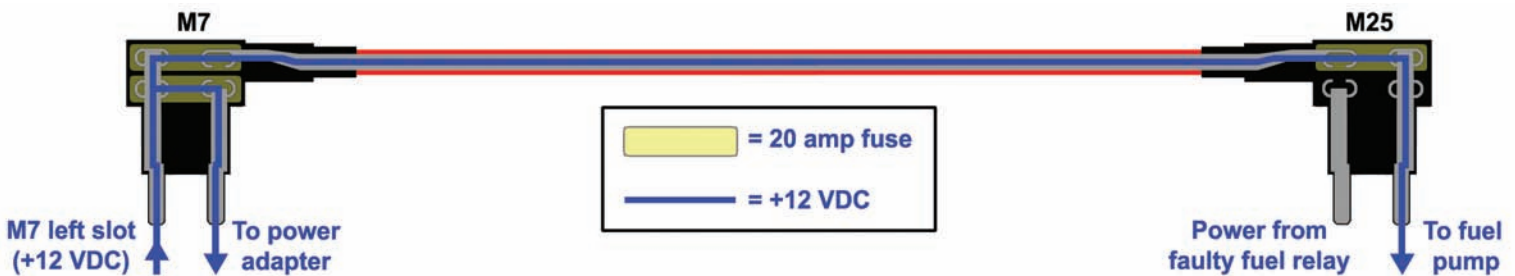 M7
M25
= 20 amp fuse
= +12 VDC
M7 left slot
(+12 VDC)
To power
adapter
Power from
faulty fuel relay
To fuel
pump